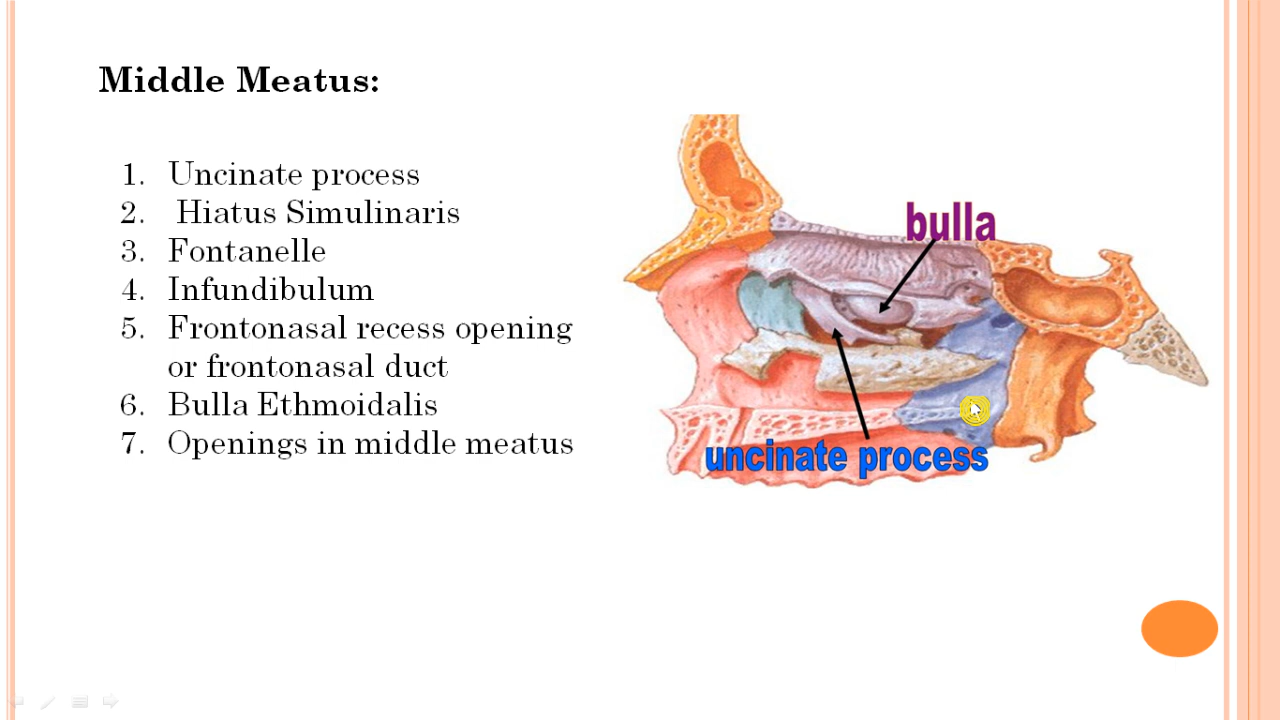 Middle Meatus:
1. Uncinate process
2. Hiatus Simulinaris
3. Fontanelle
4. Infundibulum
5. Frontonasal recess opening
or frontonasal duct
6. Bulla Ethmoidalis
7. Openings in middle meatus
bulla
uncinate process